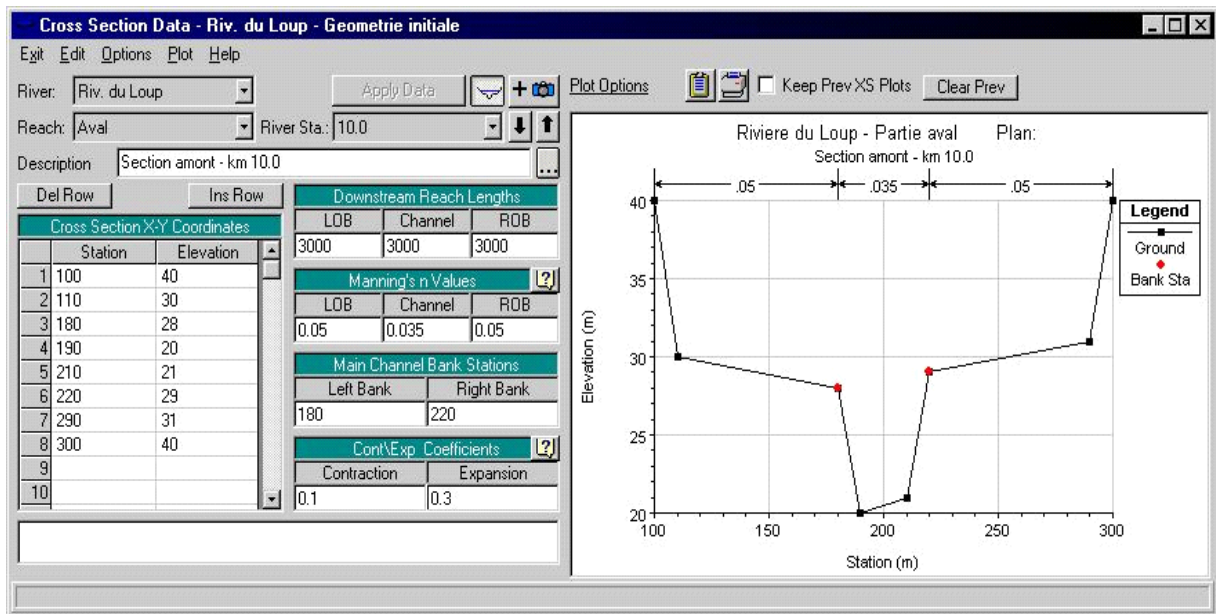 Cross Section Data - Riv. du Loup - Geometrie initiale
Exit Edit Options Plot Help
River: Riv. du Loup
Apply Data
Plot Options
Keep Prev XS Plots
Clear Prev
Reach: Aval
River Sta.: 10.0
Description Section amont - km 10.0
...
Del Row
Ins Row
Cross Section X-Y Coordinates
Station Elevation
1 100 40
2 110 30
3 180 28
4 190 20
5 210 21
6 220 29
7 290 31
8 300 40
9
10
Downstream Reach Lengths
LOB Channel ROB
3000 3000 3000
Manning's n Values
LOB Channel ROB
0.05 0.035 0.05
Main Channel Bank Stations
Left Bank Right Bank
180 220
Cont\Exp Coefficients
Contraction Expansion
0.1 0.3
Riviere du Loup - Partie aval Plan:
Section amont - km 10.0
.05 .035 .05
40
35
30
25
20
Elevation (m)
100 150 200 250 300
Station (m)
Legend
Ground
Bank Sta